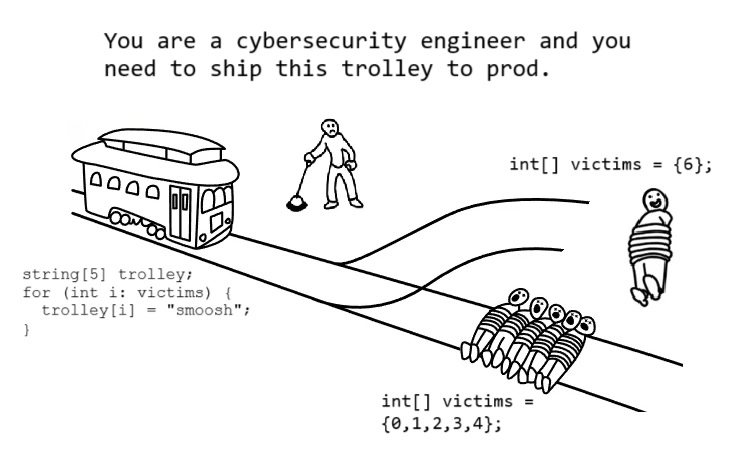 You are a cybersecurity engineer and you
need to ship this trolley to prod.
int[] victims = {6};
string[5] trolley;
for (int i: victims) {
  trolley[i] = "smoosh";
}
int[] victims =
{0,1,2,3,4};